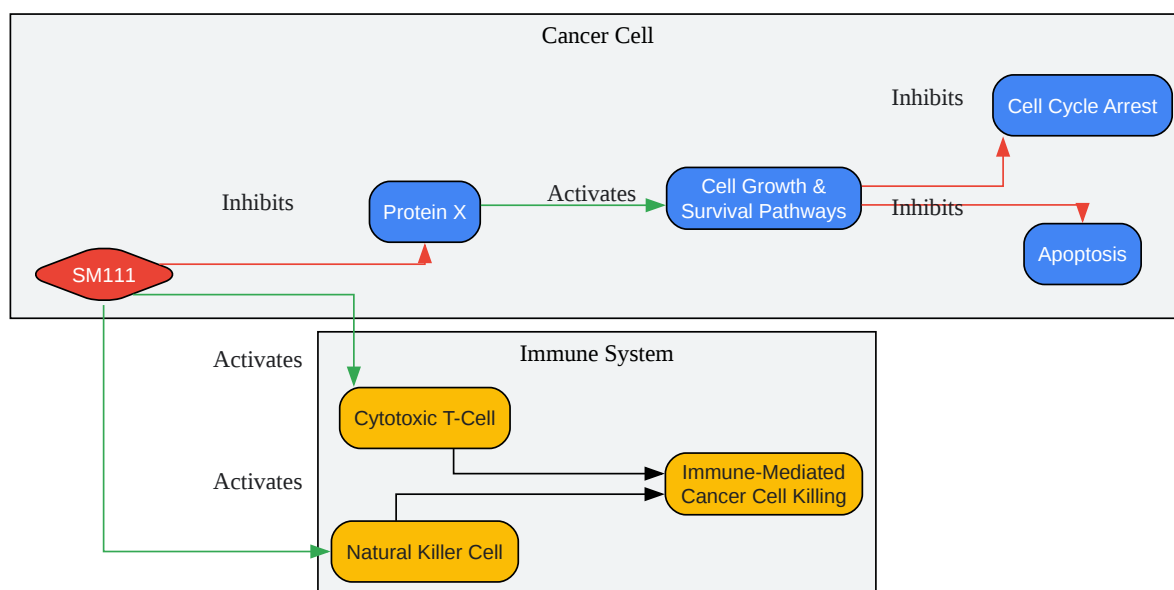 Cancer Cell
Inhibits
Cell Cycle Arrest
Inhibits
Protein X
Activates
Cell Growth &
Survival Pathways
Inhibits
SM111
Apoptosis
Activates
Immune System
Cytotoxic T-Cell
Activates
Immune-Mediated
Cancer Cell Killing
Natural Killer Cell